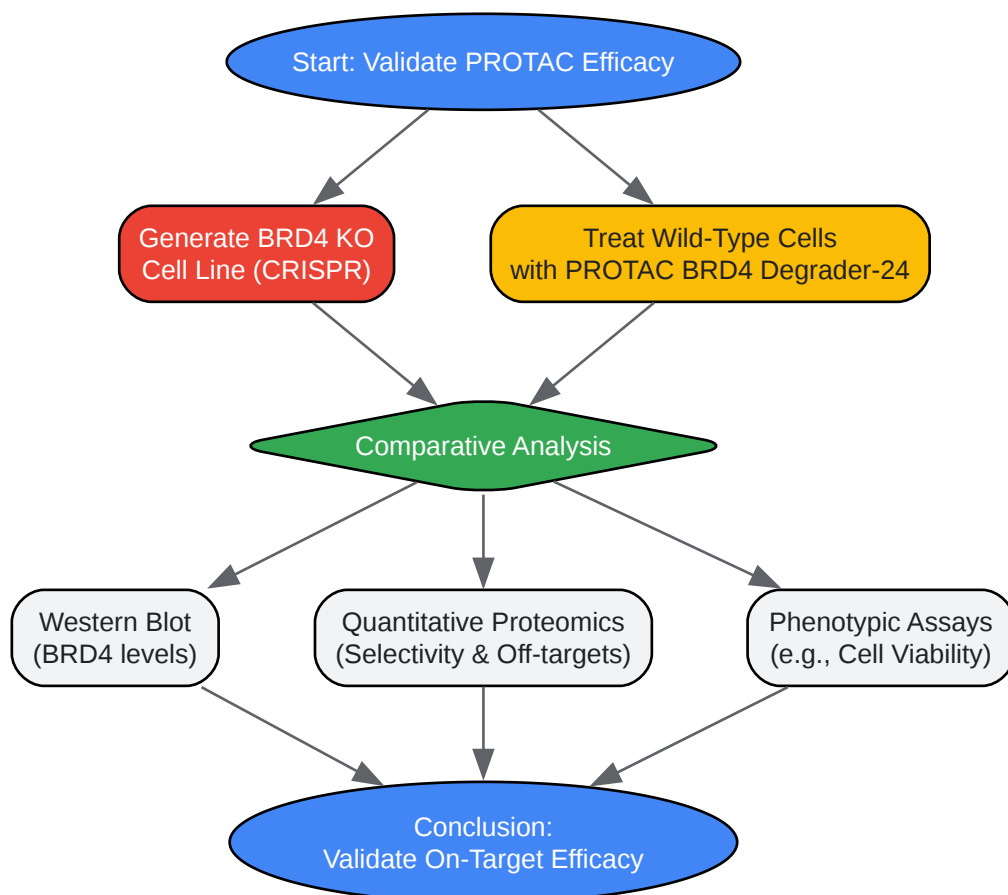 Start: Validate PROTAC Efficacy
Generate BRD4 KO
Cell Line (CRISPR)
Treat Wild-Type Cells
with PROTAC BRD4 Degrader-24
Comparative Analysis
Western Blot
(BRD4 levels)
Quantitative Proteomics
(Selectivity & Off-targets)
Phenotypic Assays
(e.g., Cell Viability)
Conclusion:
Validate On-Target Efficacy